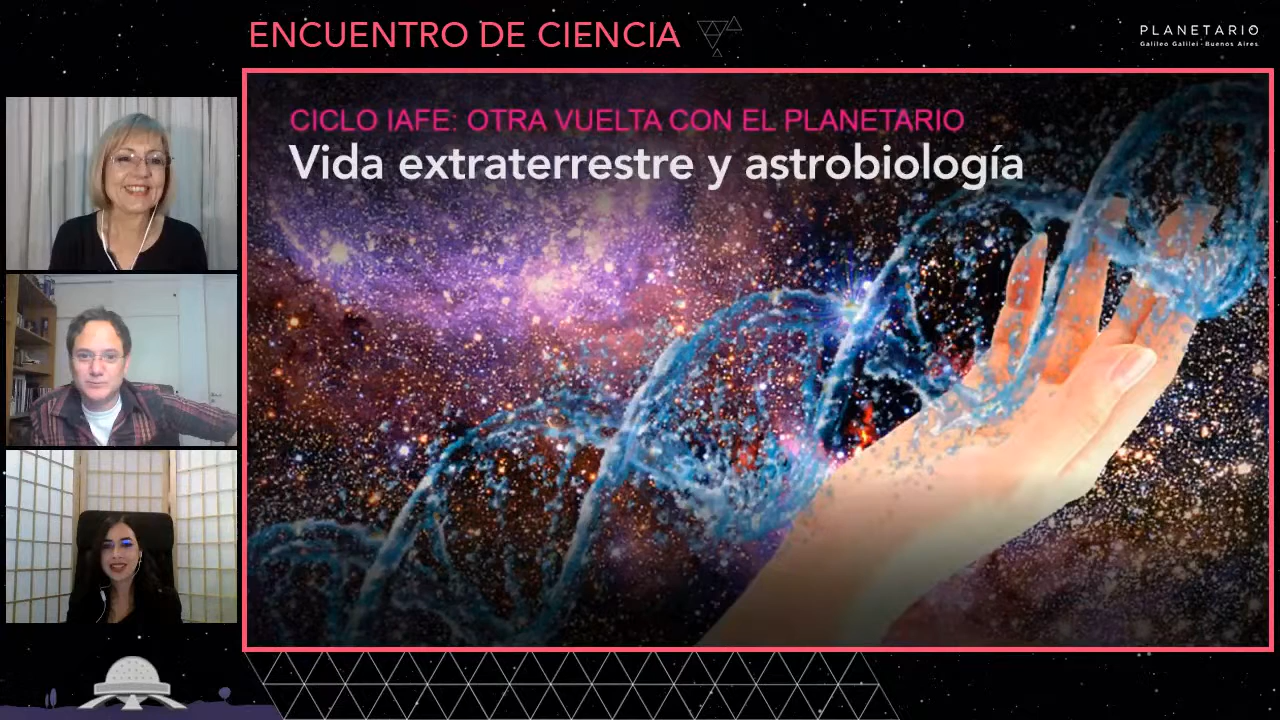 ENCUENTRO DE CIENCIA
PLANETARIO
Galileo Galilei - Buenos Aires
CICLO IAFE: OTRA VUELTA CON EL PLANETARIO
Vida extraterrestre y astrobiología